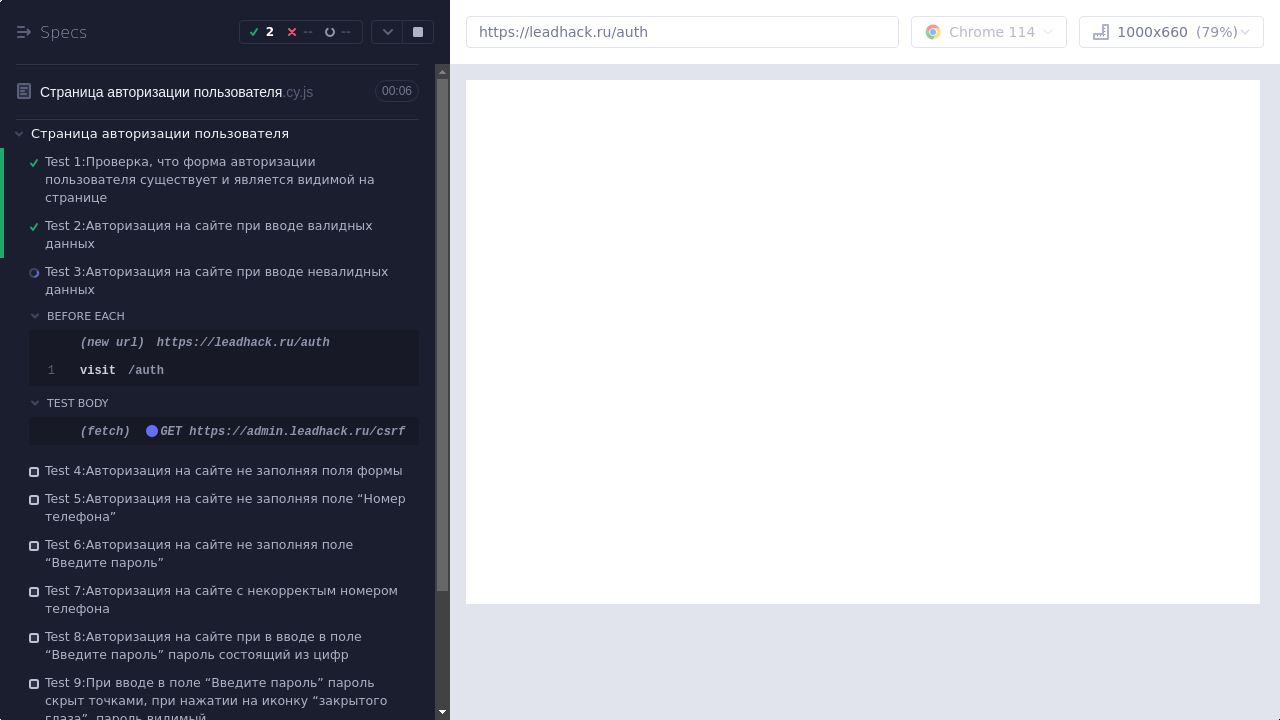 Specs
2 -- --
https://leadhack.ru/auth
Chrome 114
1000x660 (79%)
Страница авторизации пользователя.cy.js
00:06
Страница авторизации пользователя
Test 1:Проверка, что форма авторизации
пользователя существует и является видимой на
странице
Test 2:Авторизация на сайте при вводе валидных
данных
Test 3:Авторизация на сайте при вводе невалидных
данных
BEFORE EACH
(new url) https://leadhack.ru/auth
1 visit /auth
TEST BODY
(fetch) GET https://admin.leadhack.ru/csrf
Test 4:Авторизация на сайте не заполняя поля формы
Test 5:Авторизация на сайте не заполняя поле “Номер
телефона”
Test 6:Авторизация на сайте не заполняя поле
“Введите пароль”
Test 7:Авторизация на сайте с некорректым номером
телефона
Test 8:Авторизация на сайте при в вводе в поле
“Введите пароль” пароль состоящий из цифр
Test 9:При вводе в поле “Введите пароль” пароль
скрыт точками, при нажатии на иконку “закрытого
глаза”, пароль видимый